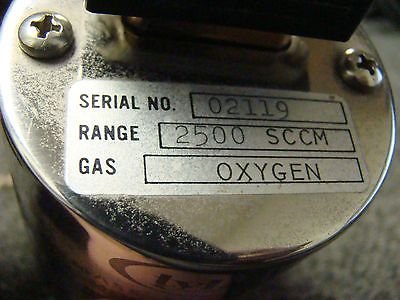 SERIAL NO. 02119
RANGE 2500 SCCM
GAS OXYGEN